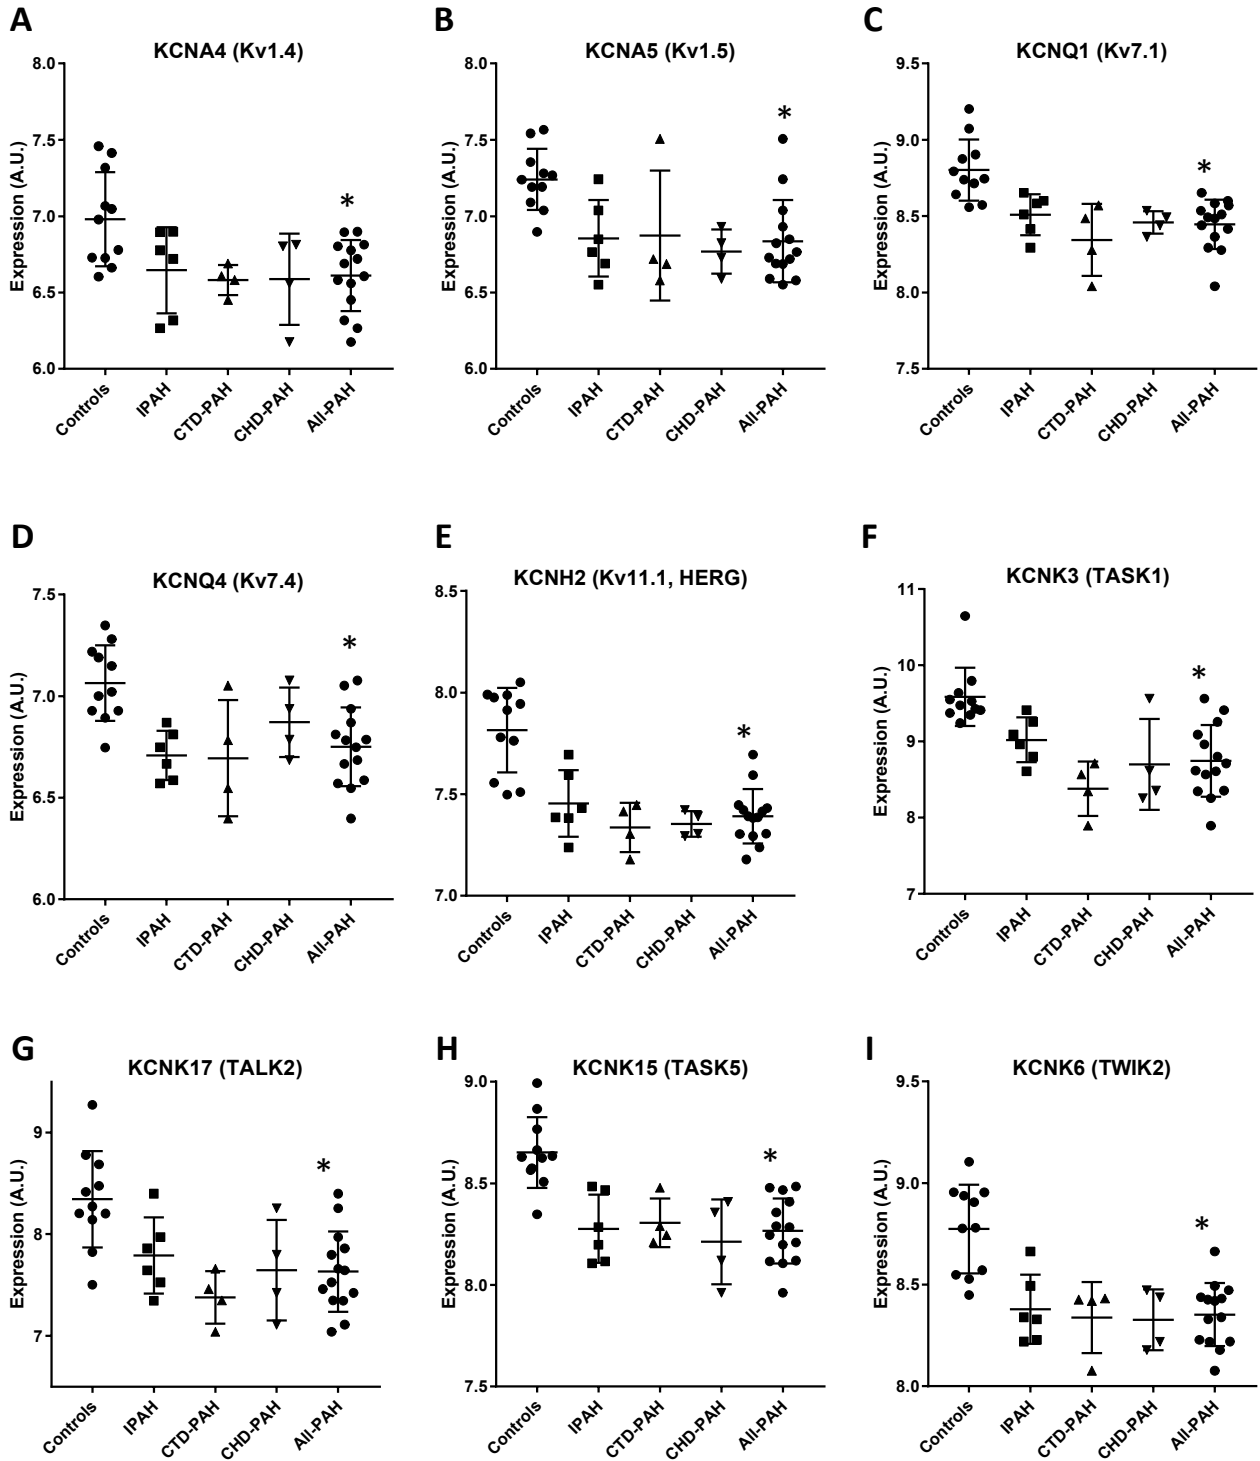 A
KCNA4 (Kv1.4)
Expression (A.U.)
8.0
7.5
7.0
6.5
6.0
*
Controls
IPAH
CTD-PAH
CHD-PAH
All-PAH
B
KCNA5 (Kv1.5)
Expression (A.U.)
8.0
7.5
7.0
6.5
6.0
*
Controls
IPAH
CTD-PAH
CHD-PAH
All-PAH
C
KCNQ1 (Kv7.1)
Expression (A.U.)
9.5
9.0
8.5
8.0
7.5
*
Controls
IPAH
CTD-PAH
CHD-PAH
All-PAH
D
KCNQ4 (Kv7.4)
Expression (A.U.)
7.5
7.0
6.5
6.0
*
Controls
IPAH
CTD-PAH
CHD-PAH
All-PAH
E
KCNH2 (Kv11.1, HERG)
Expression (A.U.)
8.5
8.0
7.5
7.0
*
Controls
IPAH
CTD-PAH
CHD-PAH
All-PAH
F
KCNK3 (TASK1)
Expression (A.U.)
11
10
9
8
7
*
Controls
IPAH
CTD-PAH
CHD-PAH
All-PAH
G
KCNK17 (TALK2)
Expression (A.U.)
9
8
7
*
Controls
IPAH
CTD-PAH
CHD-PAH
All-PAH
H
KCNK15 (TASK5)
Expression (A.U.)
9.0
8.5
8.0
7.5
*
Controls
IPAH
CTD-PAH
CHD-PAH
All-PAH
I
KCNK6 (TWIK2)
Expression (A.U.)
9.5
9.0
8.5
8.0
*
Controls
IPAH
CTD-PAH
CHD-PAH
All-PAH